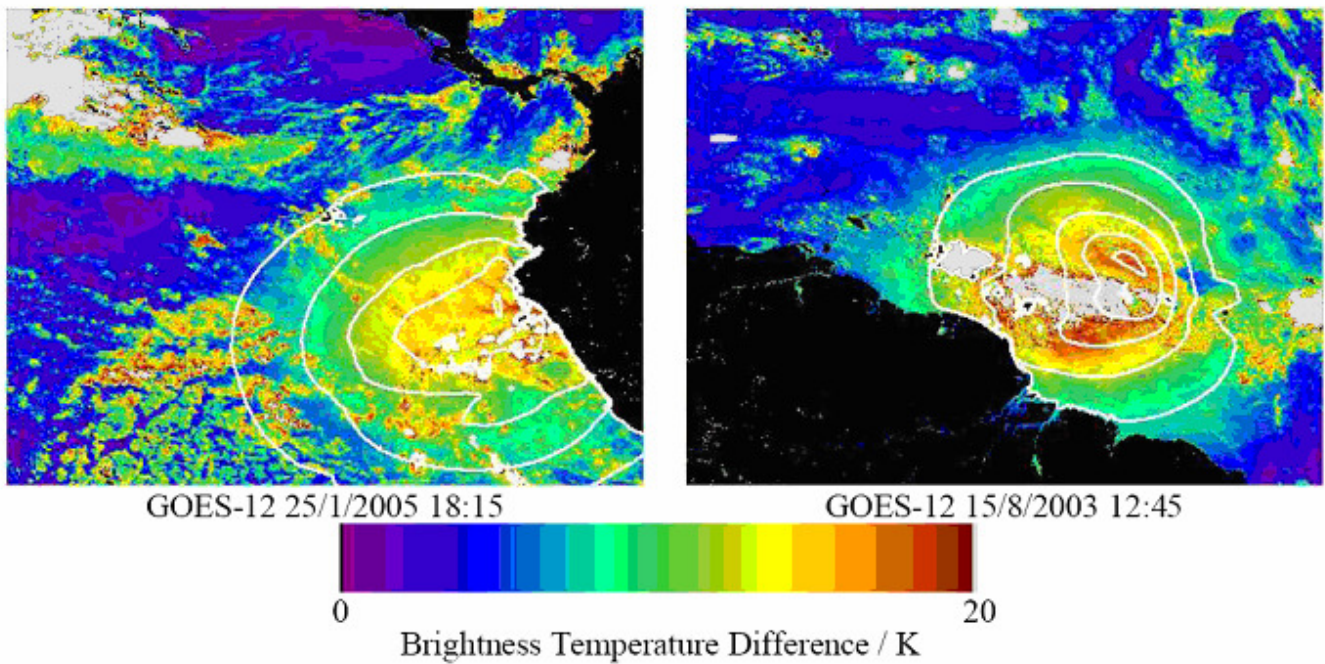 GOES-12 25/1/2005 18:15
GOES-12 15/8/2003 12:45
0
20
Brightness Temperature Difference / K